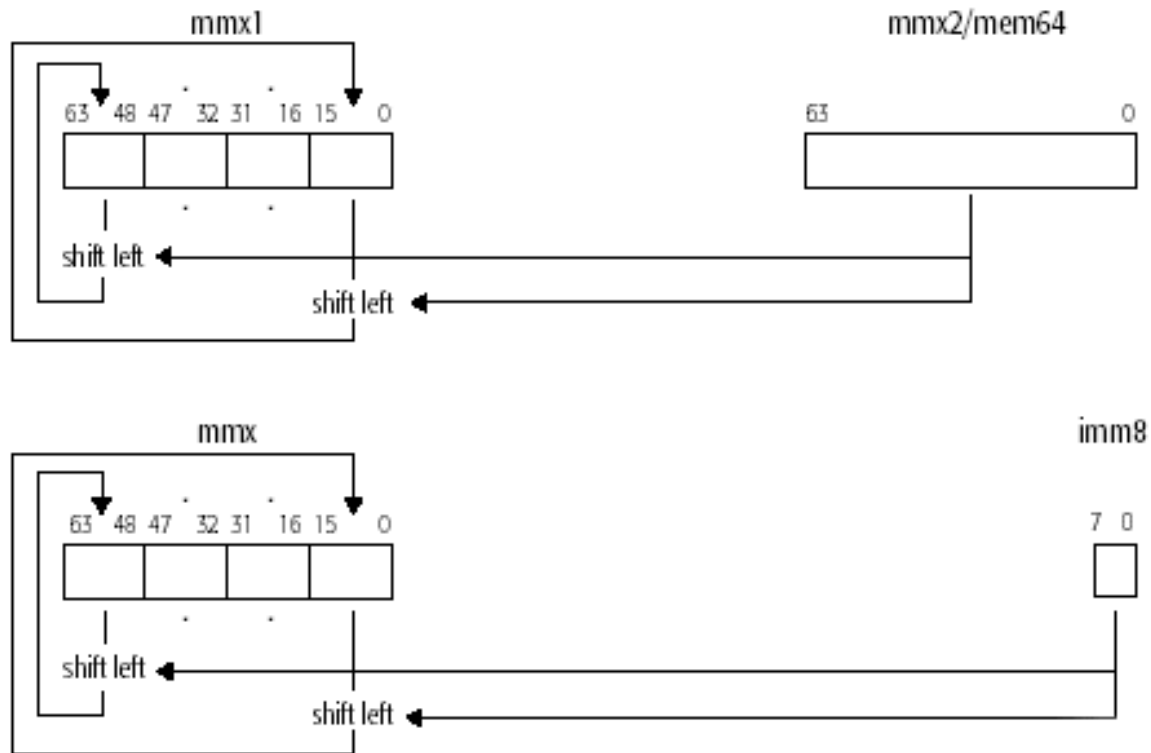 mmx1 mmx2/mem64
63 48 47 32 31 16 15 0 63 0
shift left
shift left
mmx imm8
63 48 47 32 31 16 15 0 7 0
shift left
shift left